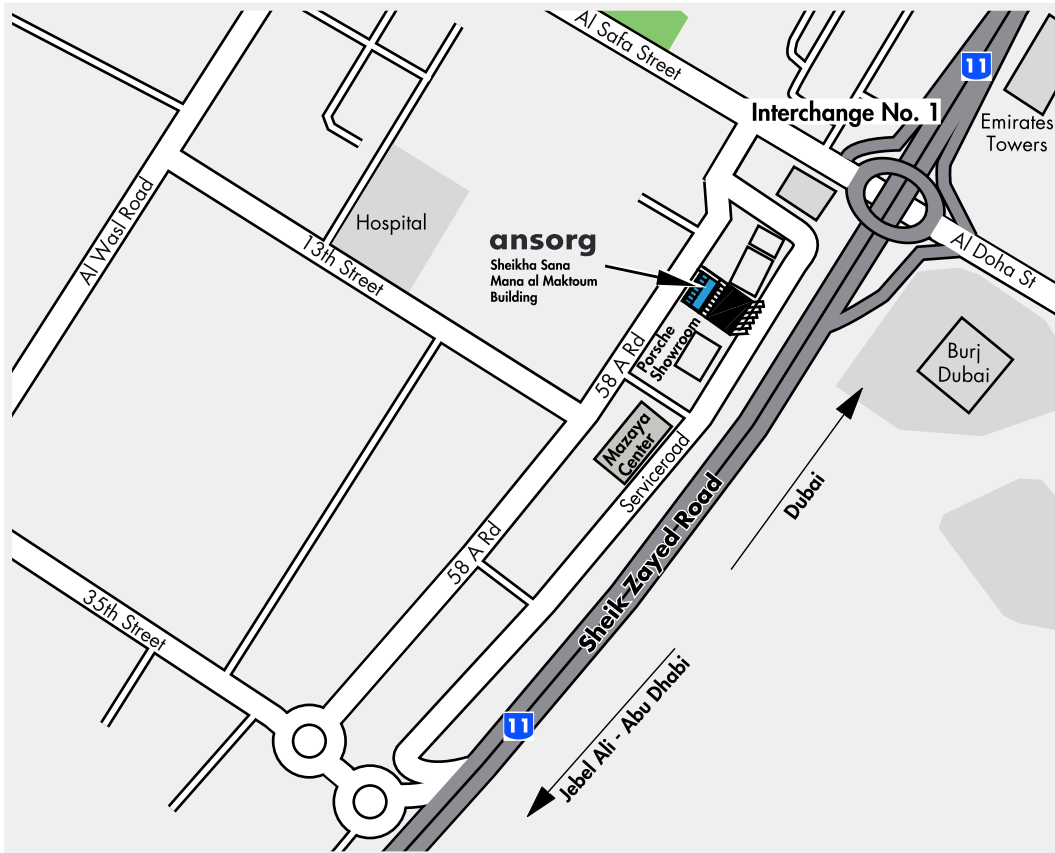 Al Safa Street
11
Interchange No. 1
Emirates
Towers
Al Wasl Road
Hospital
13th Street
ansorg
Sheikha Sana
Mana al Maktoum
Building
Al Doha St
Porsche
Showroom
58 A Rd
Burj
Dubai
Mazaya
Center
Serviceroad
Dubai
58 A Rd
Sheik-Zayed-Road
35th Street
11
Jebel Ali - Abu Dhabi